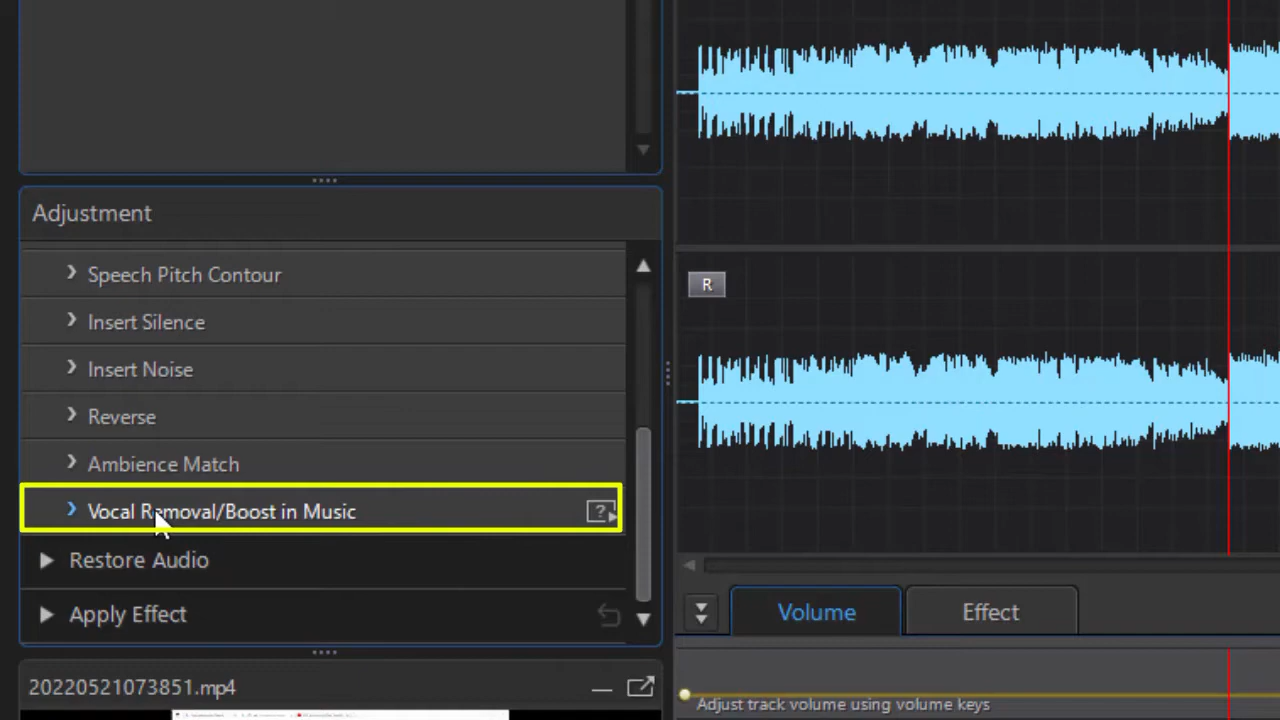 Adjustment
Speech Pitch Contour
Insert Silence
Insert Noise
Reverse
Ambience Match
Vocal Removal/Boost in Music
?
Restore Audio
Apply Effect
20220521073851.mp4
R
Volume
Effect
Adjust track volume using volume keys